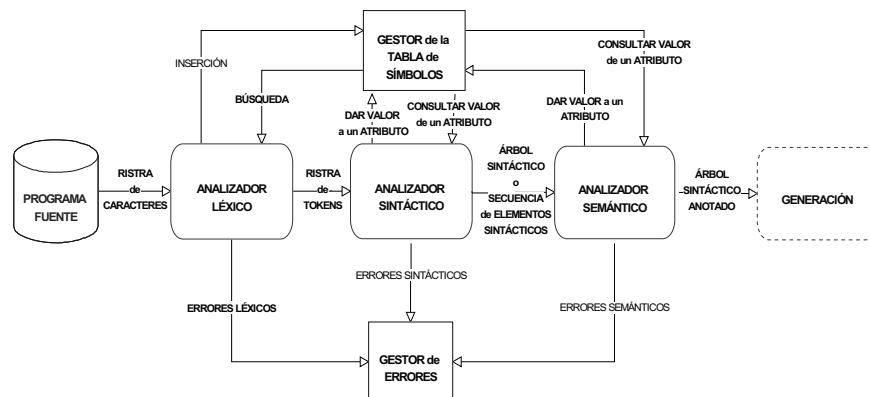 GESTOR de la
TABLA de
SÍMBOLOS
INSERCIÓN
CONSULTAR VALOR
de un ATRIBUTO
BÚSQUEDA
DAR VALOR
a un ATRIBUTO
CONSULTAR VALOR
de un ATRIBUTO
DAR VALOR a un
ATRIBUTO
PROGRAMA
FUENTE
RISTRA
de
CARACTERES
ANALIZADOR
LÉXICO
RISTRA
de
TOKENS
ANALIZADOR
SINTÁCTICO
ÁRBOL
SINTÁCTICO
o
SECUENCIA
de ELEMENTOS
SINTÁCTICOS
ANALIZADOR
SEMÁNTICO
ÁRBOL
SINTÁCTICO
ANOTADO
GENERACIÓN
ERRORES LÉXICOS
ERRORES SINTÁCTICOS
ERRORES SEMÁNTICOS
GESTOR de
ERRORES